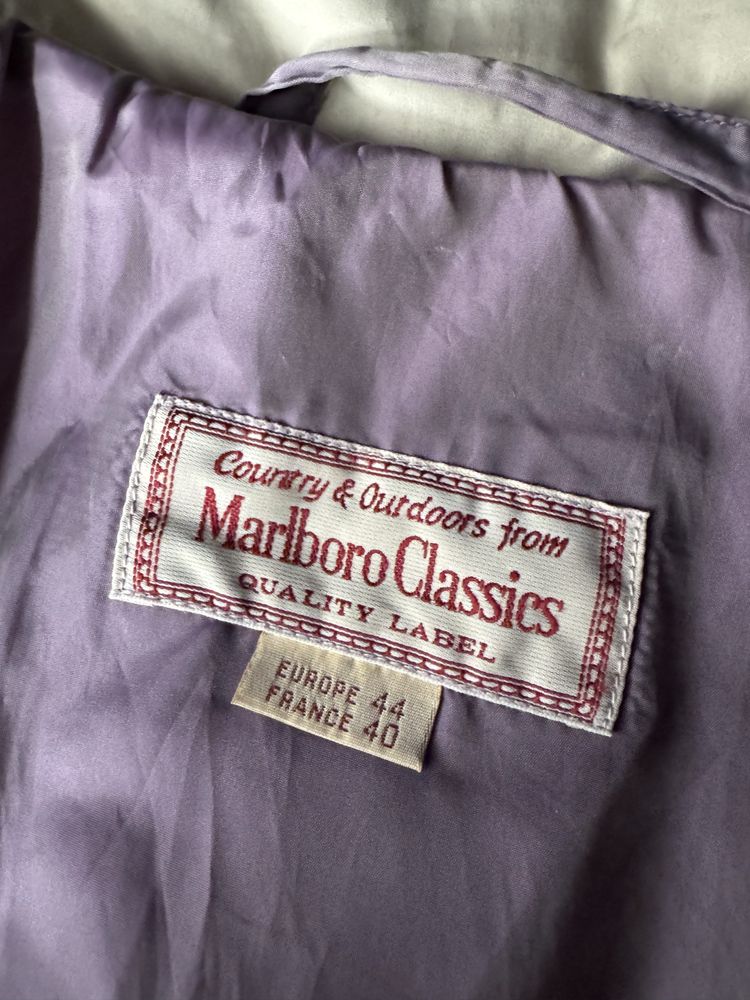 Country & Outdoors from
Marlboro Classics
QUALITY LABEL
EUROPE 44
FRANCE 40